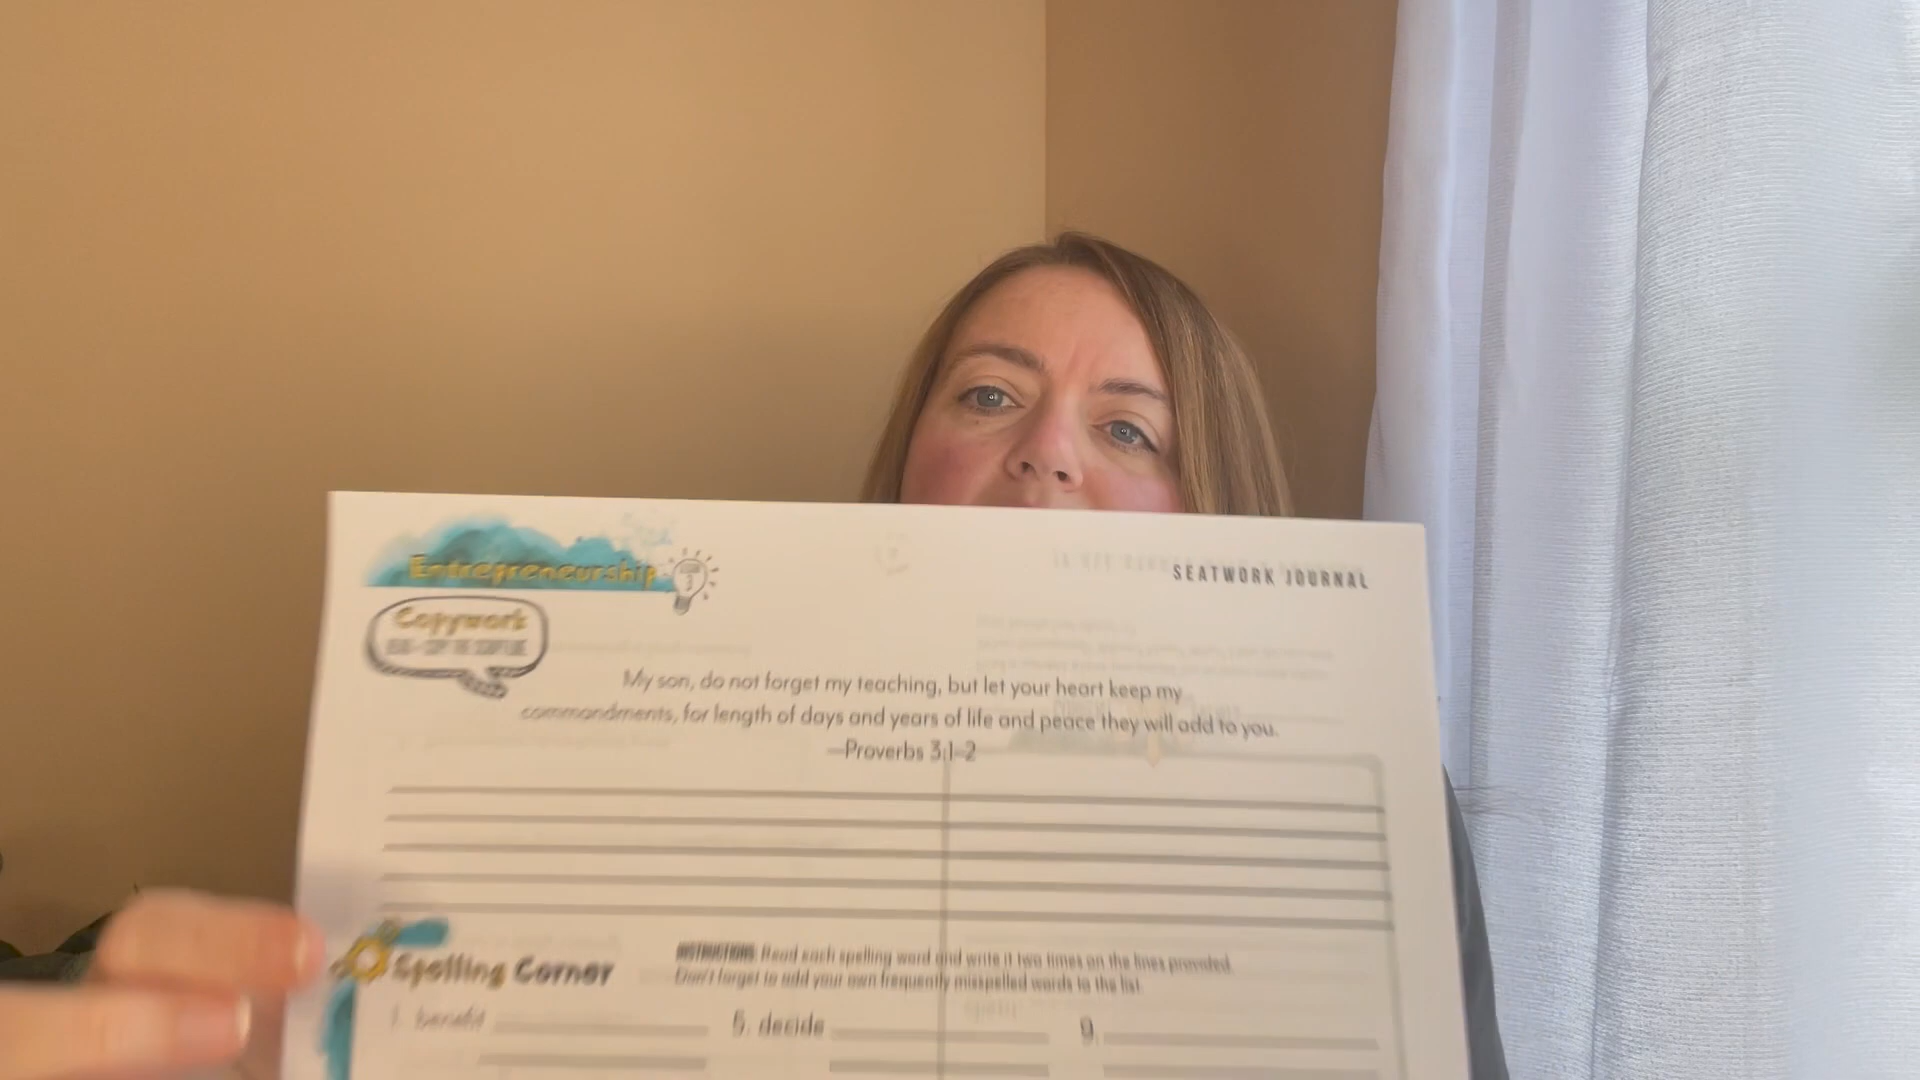 Entrepreneurship
SEATWORK JOURNAL
Copywork
My son, do not forget my teaching, but let your heart keep my
commandments, for length of days and years of life and peace they will add to you.
—Proverbs 3:1–2
Spelling Corner
INSTRUCTIONS: Read each spelling word and write it two times on the lines provided.
Don't forget to add your own frequently misspelled words to the list.
1. benefit
5. decide
9.